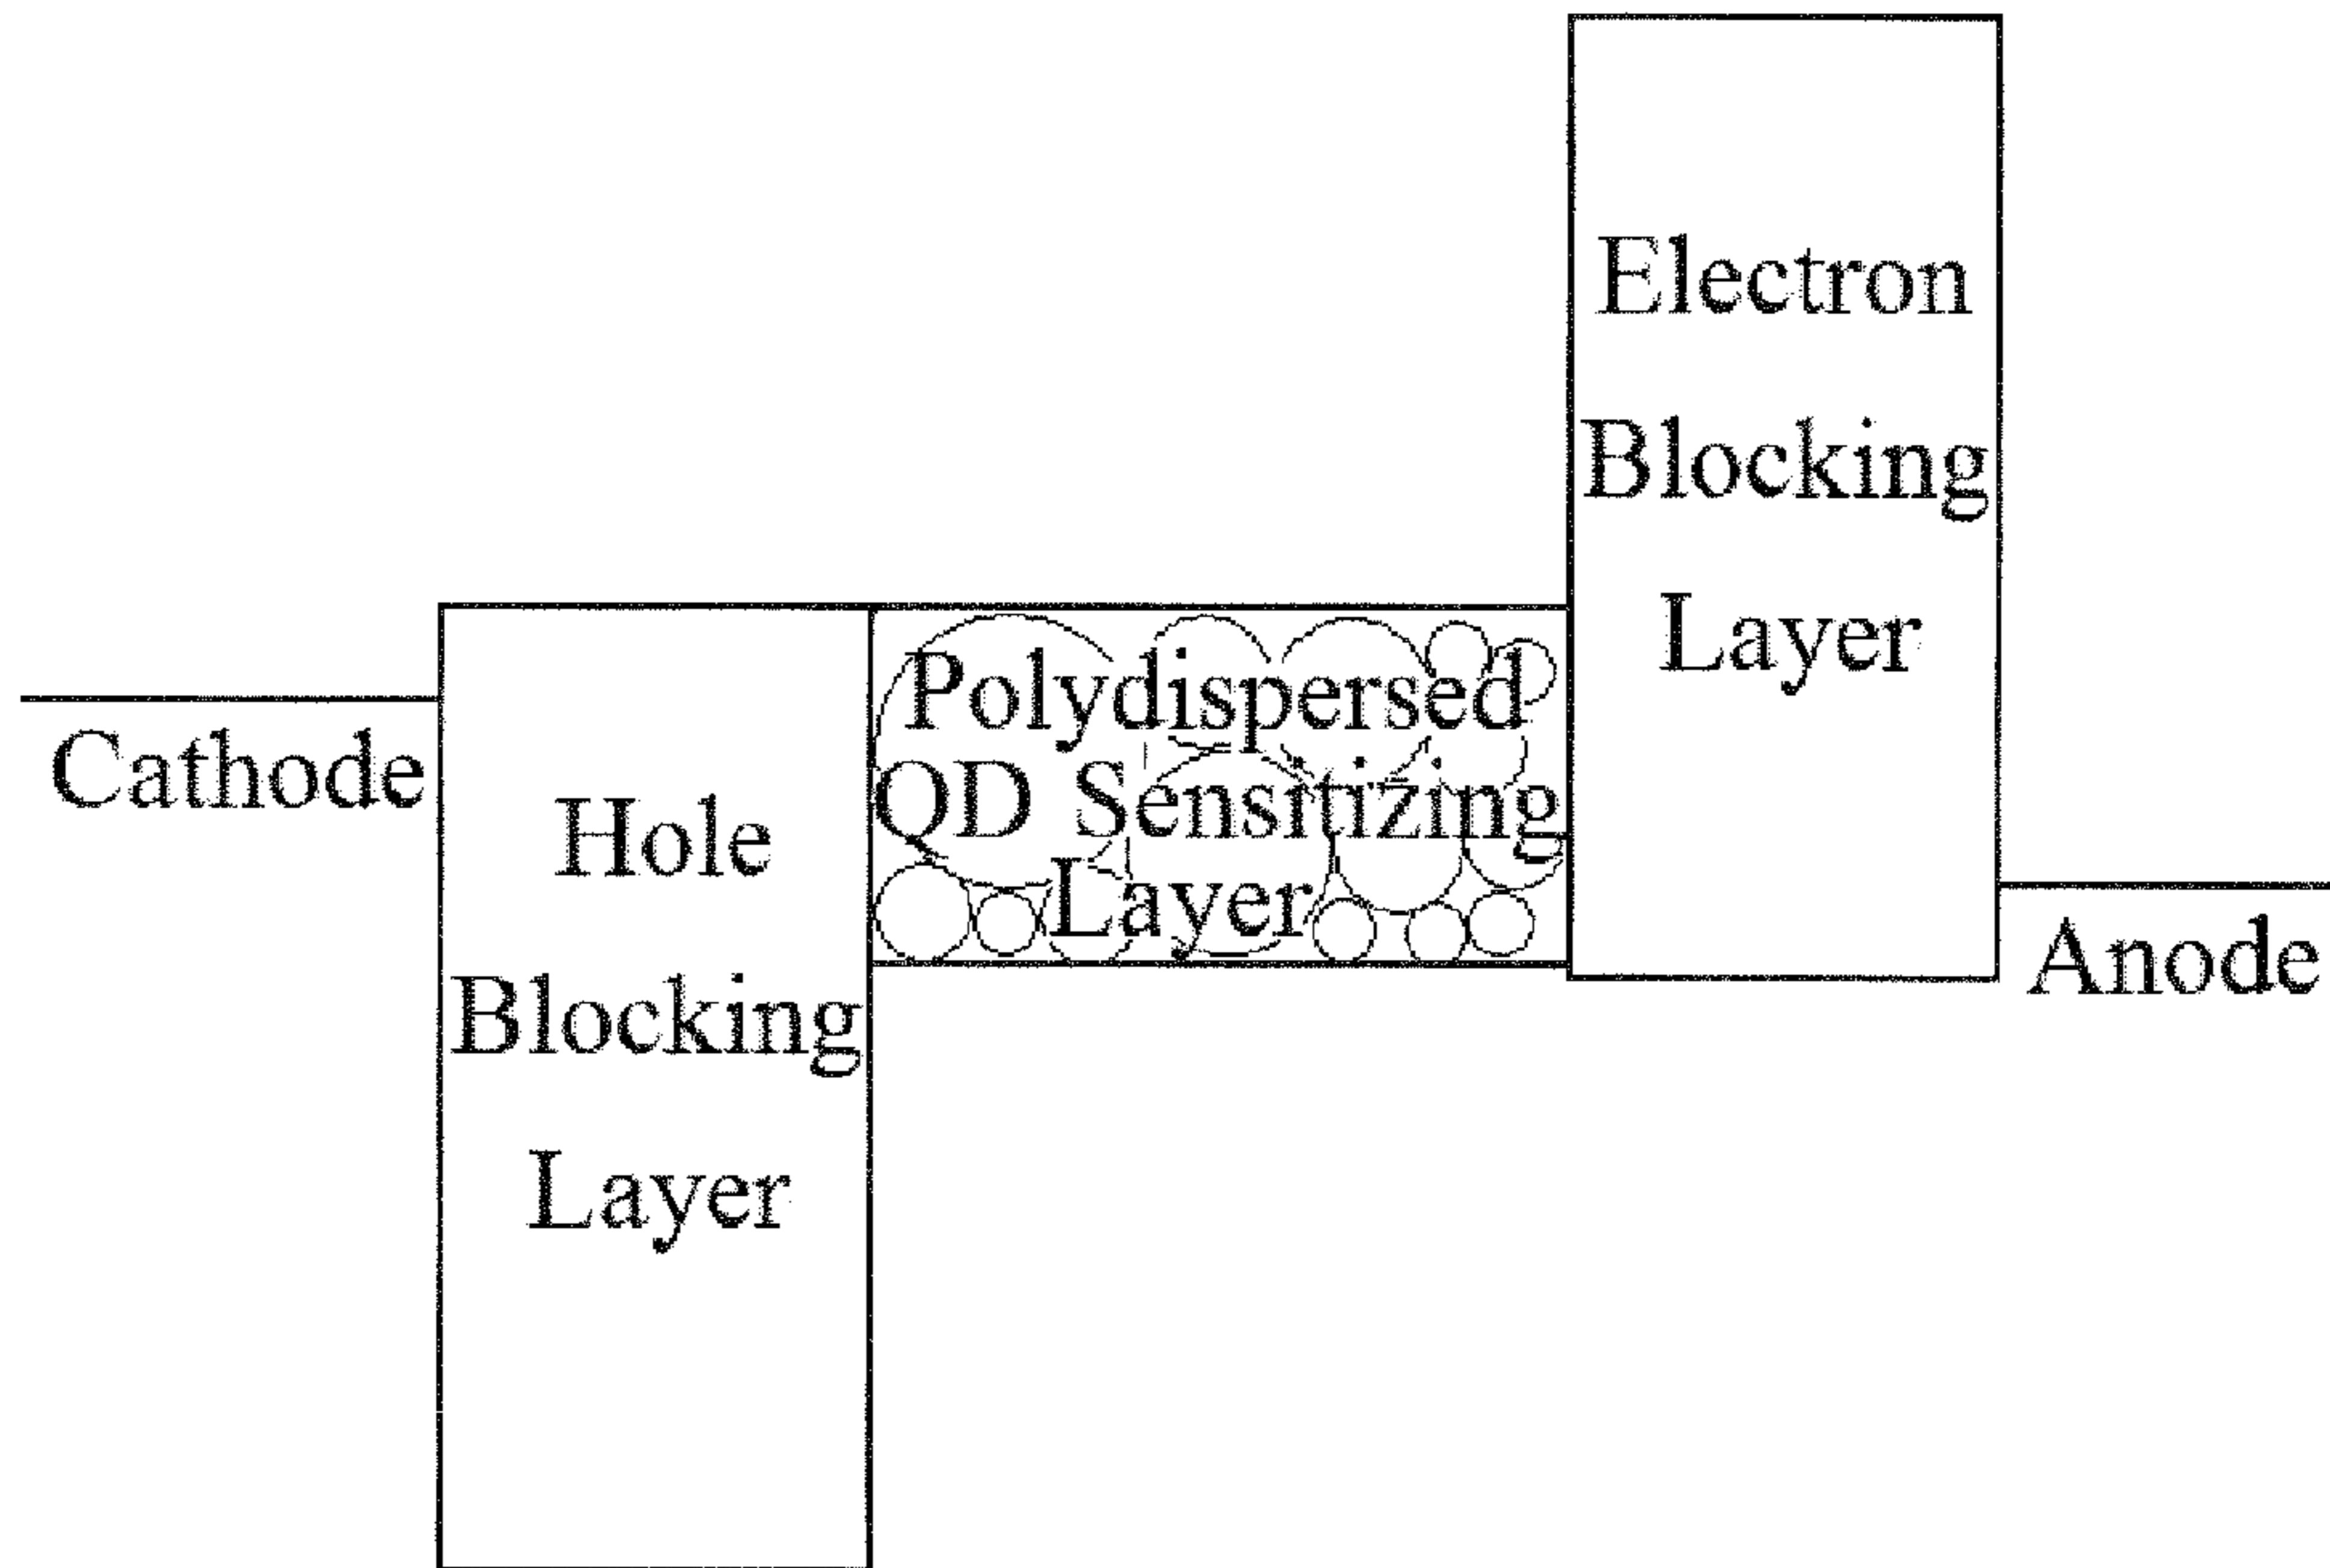 Cathode
Hole
Blocking
Layer
Polydispersed
QD Sensitizing
Layer
Electron
Blocking
Layer
Anode